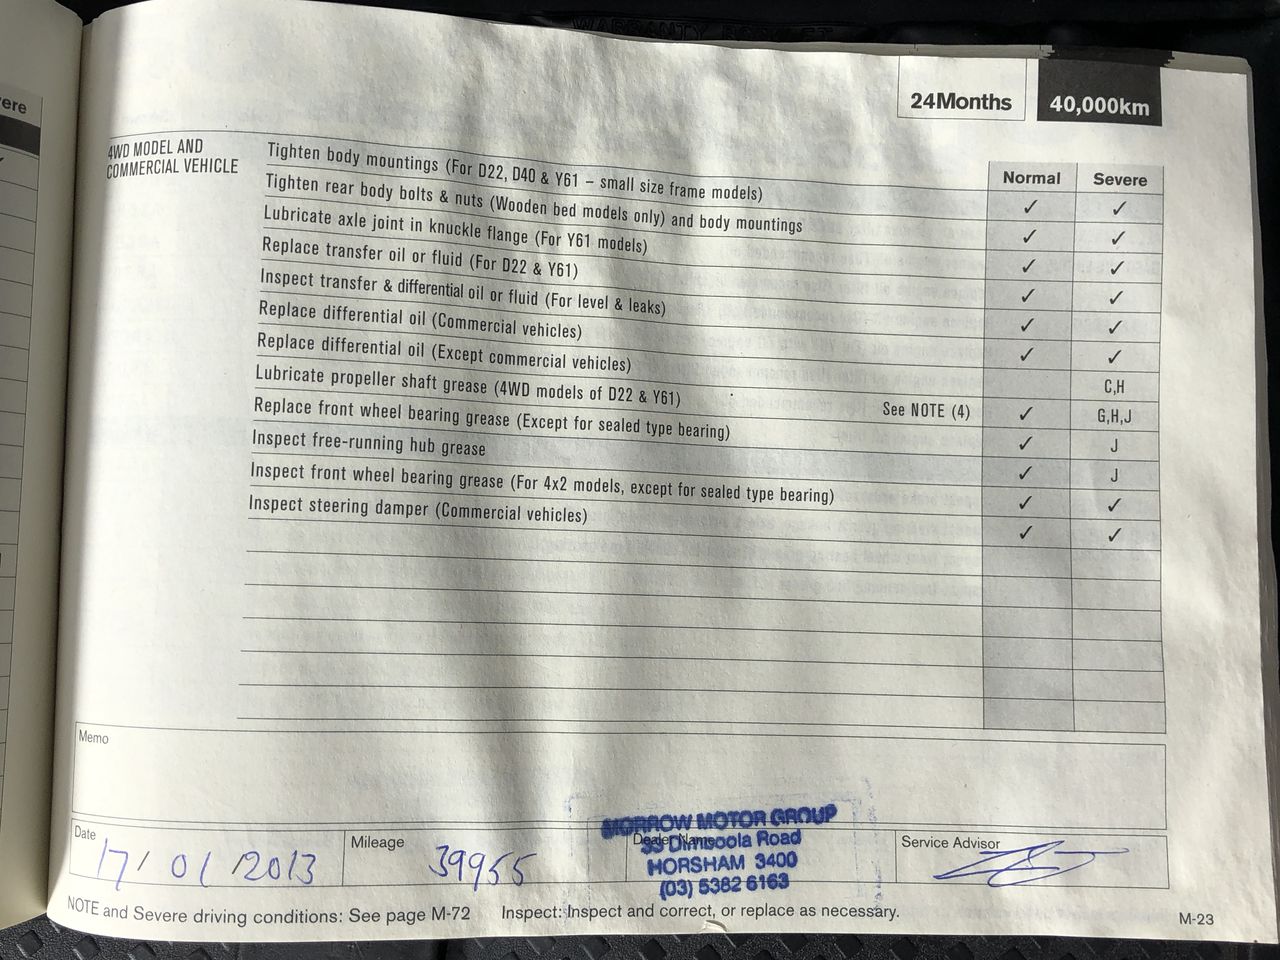 WARRANTY BOOKLET
ere
24Months 40,000km
4WD MODEL AND
COMMERCIAL VEHICLE
Normal Severe
Tighten body mountings (For D22, D40 & Y61 – small size frame models) ✓ ✓
Tighten rear body bolts & nuts (Wooden bed models only) and body mountings ✓ ✓
Lubricate axle joint in knuckle flange (For Y61 models) ✓ ✓
Replace transfer oil or fluid (For D22 & Y61) ✓ ✓
Inspect transfer & differential oil or fluid (For level & leaks) ✓ ✓
Replace differential oil (Commercial vehicles) ✓ ✓
Replace differential oil (Except commercial vehicles) C,H
Lubricate propeller shaft grease (4WD models of D22 & Y61) See NOTE (4) ✓ G,H,J
Replace front wheel bearing grease (Except for sealed type bearing) ✓ J
Inspect free-running hub grease ✓ J
Inspect front wheel bearing grease (For 4x2 models, except for sealed type bearing) ✓ ✓
Inspect steering damper (Commercial vehicles) ✓ ✓
Memo
Date 17/01/2013
Mileage 39955
Dealer Name
MORROW MOTOR GROUP
Dimboola Road
HORSHAM 3400
(03) 5382 6163
Service Advisor
NOTE and Severe driving conditions: See page M-72 Inspect: Inspect and correct, or replace as necessary.
M-23